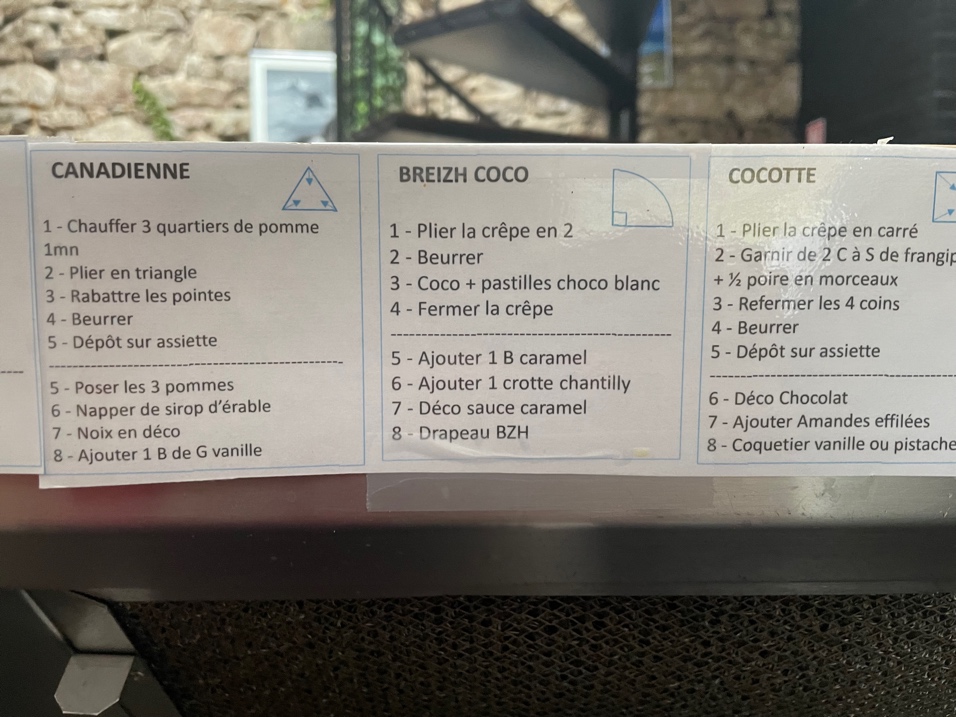 CANADIENNE
1 - Chauffer 3 quartiers de pomme
1mn
2 - Plier en triangle
3 - Rabattre les pointes
4 - Beurrer
5 - Dépôt sur assiette
5 - Poser les 3 pommes
6 - Napper de sirop d'érable
7 - Noix en déco
8 - Ajouter 1 B de G vanille
BREIZH COCO
1 - Plier la crêpe en 2
2 - Beurrer
3 - Coco + pastilles choco blanc
4 - Fermer la crêpe
5 - Ajouter 1 B caramel
6 - Ajouter 1 crotte chantilly
7 - Déco sauce caramel
8 - Drapeau BZH
COCOTTE
1 - Plier la crêpe en carré
2 - Garnir de 2 C à S de frangip
+ ½ poire en morceaux
3 - Refermer les 4 coins
4 - Beurrer
5 - Dépôt sur assiette
6 - Déco Chocolat
7 - Ajouter Amandes effilées
8 - Coquetier vanille ou pistache